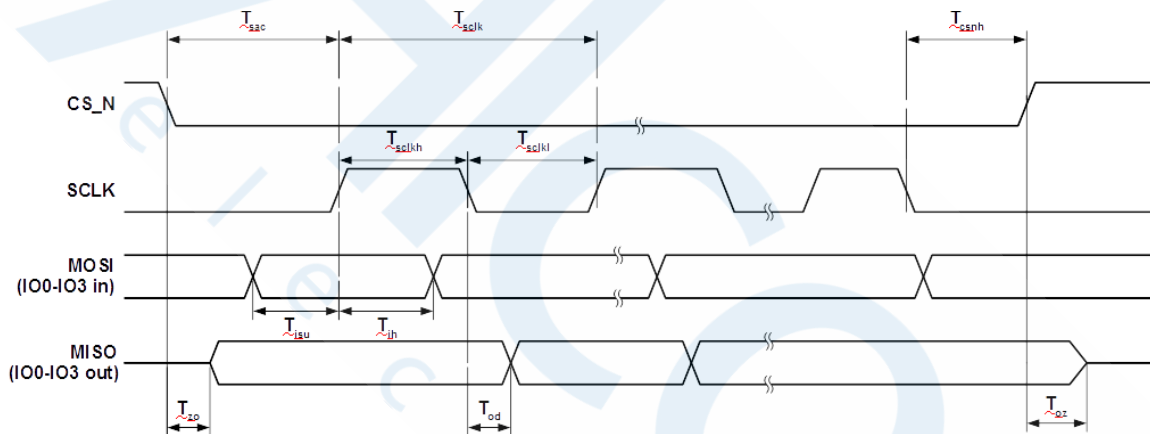 Tsac Tsclk Tcsnh
CS_N
Tsclkh Tsclkl
SCLK
MOSI
(IO0-IO3 in)
Tisu Tih
MISO
(IO0-IO3 out)
Tzo Tod Toz